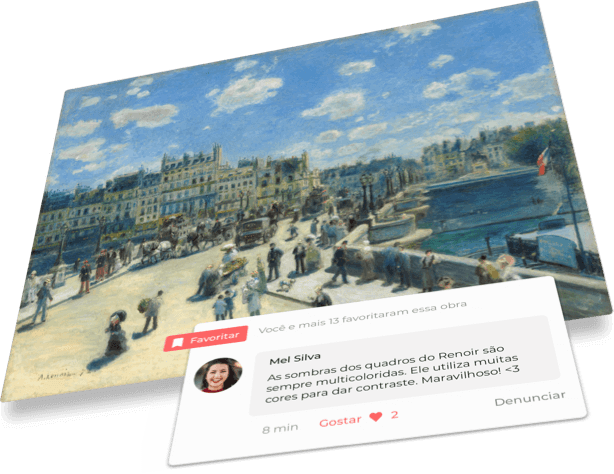 Favoritar
Você e mais 13 favoritaram essa obra
Mel Silva
As sombras dos quadros do Renoir são
sempre multicoloridas. Ele utiliza muitas
cores para dar contraste. Maravilhoso! <3
8 min
Gostar
2
Denunciar